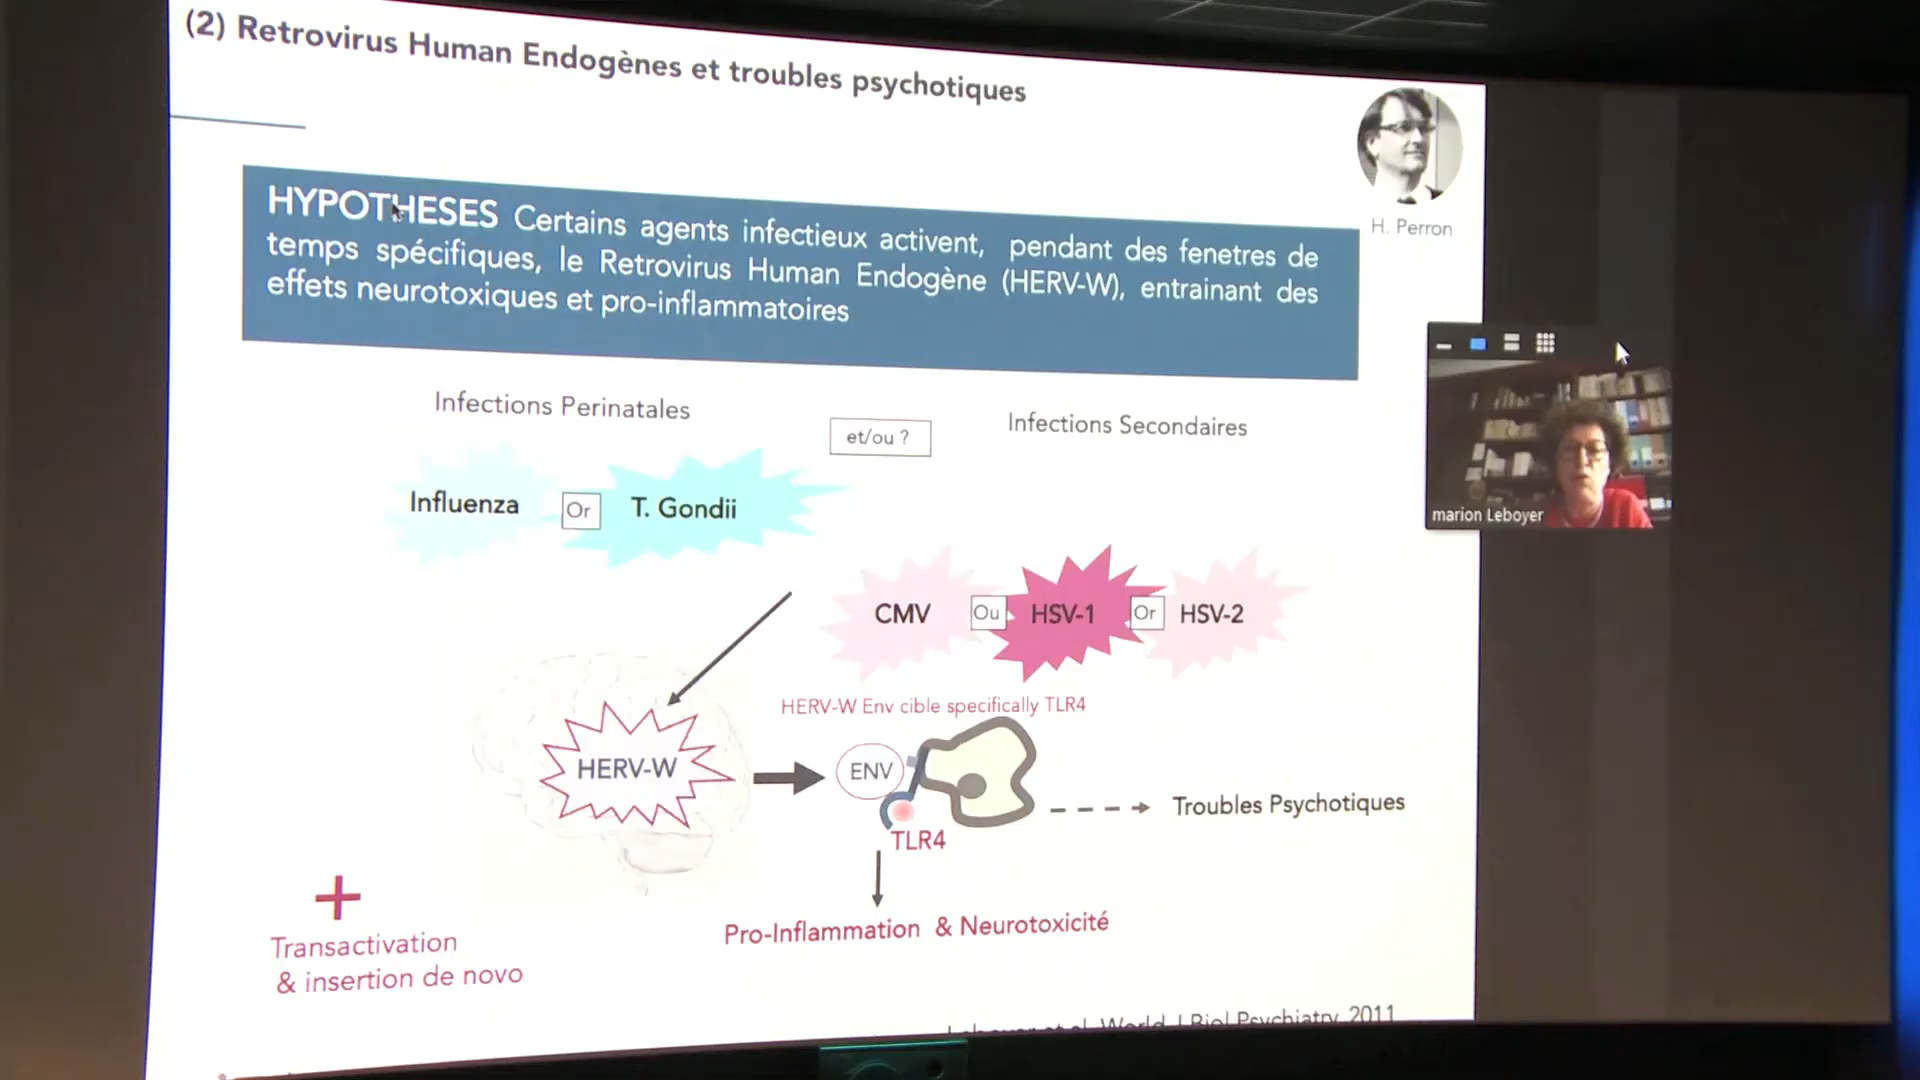 (2) Retrovirus Human Endogènes et troubles psychotiques
H. Perron
HYPOTHESES Certains agents infectieux activent, pendant des fenetres de
temps spécifiques, le Retrovirus Human Endogène (HERV-W), entrainant des
effets neurotoxiques et pro-inflammatoires
Infections Perinatales
et/ou ?
Infections Secondaires
marion Leboyer
Influenza
Or
T. Gondii
CMV
Ou
HSV-1
Or
HSV-2
HERV-W Env cible specifically TLR4
HERV-W
ENV
TLR4
Troubles Psychotiques
Pro-Inflammation & Neurotoxicité
+
Transactivation
& insertion de novo
World J Biol Psychiatry 2011